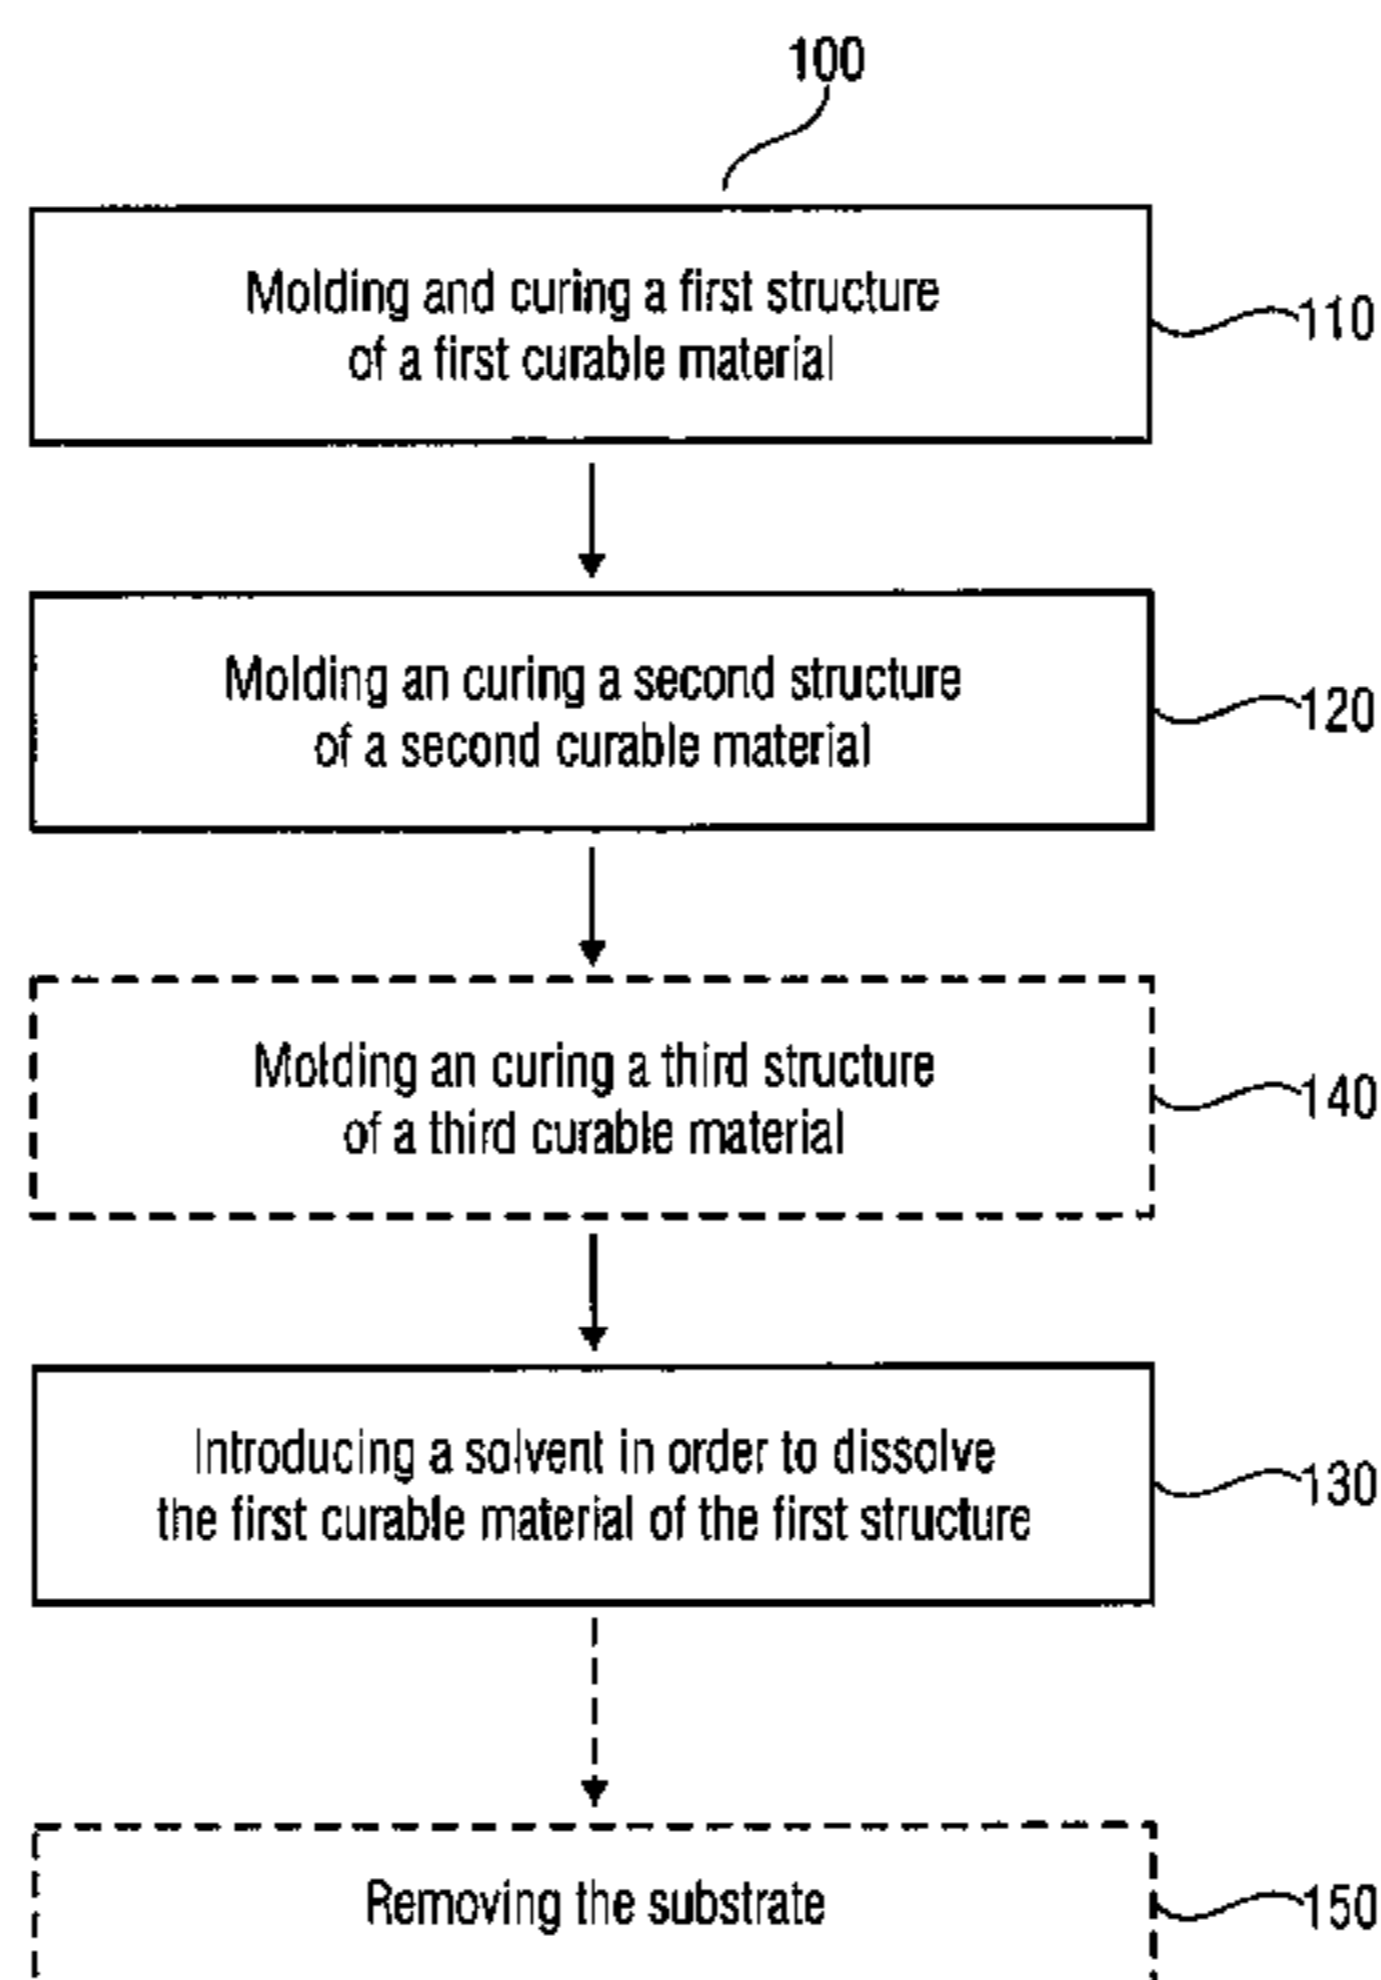 100
Molding and curing a first structure
of a first curable material
110
Molding an curing a second structure
of a second curable material
120
Molding an curing a third structure
of a third curable material
140
Introducing a solvent in order to dissolve
the first curable material of the first structure
130
Removing the substrate
150